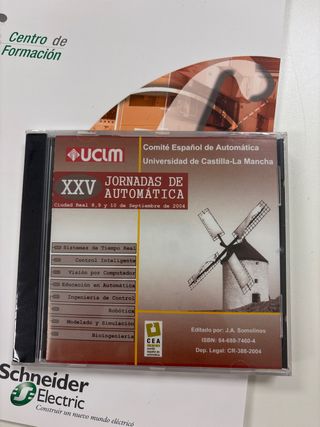 Centro de
Formación
UCLM
Comité Español de Automática
Universidad de Castilla-La Mancha
XXV JORNADAS DE
AUTOMÁTICA
Ciudad Real 8,9 y 10 de Septiembre de 2004
Sistemas de Tiempo Real
Control Inteligente
Visión por Computador
Educación en Automática
Ingeniería de Control
Robótica
Modelado y Simulación
Bioingeniería
CEA
Editado por: J.A. Somolinos
ISBN: 84-688-7460-4
Dep. Legal: CR-388-2004
Schneider
Electric
Construir un nuevo mundo eléctrico